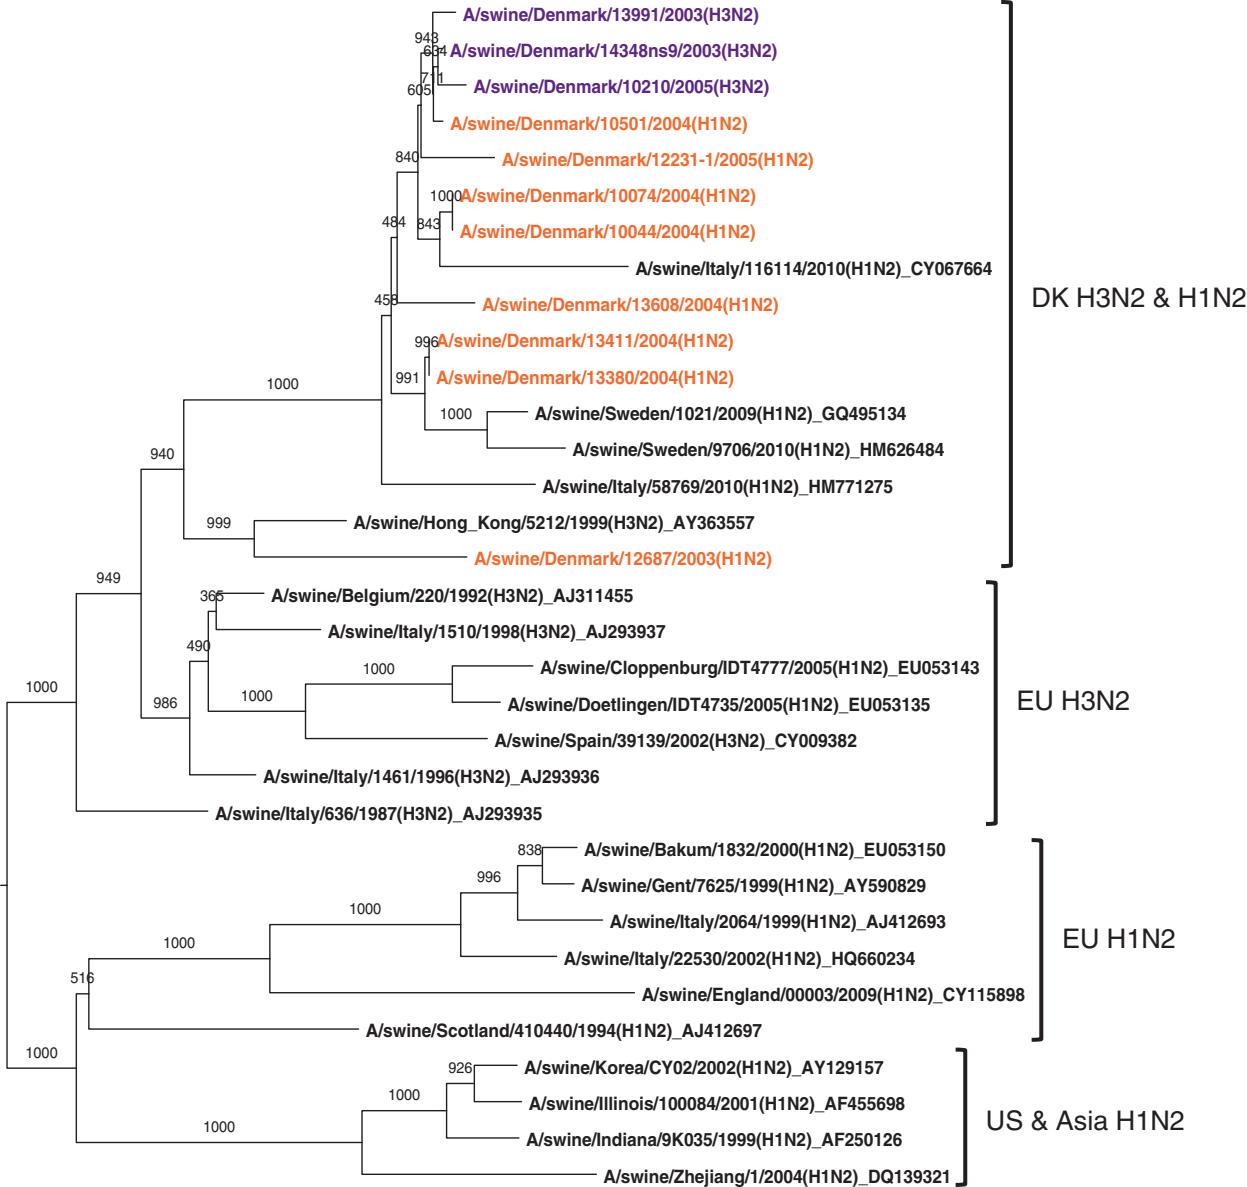 A/swine/Denmark/13991/2003(H3N2)
943
634
A/swine/Denmark/14348ns9/2003(H3N2)
711
A/swine/Denmark/10210/2005(H3N2)
605
A/swine/Denmark/10501/2004(H1N2)
840
A/swine/Denmark/12231-1/2005(H1N2)
1000
A/swine/Denmark/10074/2004(H1N2)
484
843
A/swine/Denmark/10044/2004(H1N2)
A/swine/Italy/116114/2010(H1N2)_CY067664
DK H3N2 & H1N2
458
A/swine/Denmark/13608/2004(H1N2)
996
A/swine/Denmark/13411/2004(H1N2)
991
A/swine/Denmark/13380/2004(H1N2)
1000
1000
A/swine/Sweden/1021/2009(H1N2)_GQ495134
A/swine/Sweden/9706/2010(H1N2)_HM626484
940
A/swine/Italy/58769/2010(H1N2)_HM771275
999
A/swine/Hong_Kong/5212/1999(H3N2)_AY363557
A/swine/Denmark/12687/2003(H1N2)
949
365
A/swine/Belgium/220/1992(H3N2)_AJ311455
A/swine/Italy/1510/1998(H3N2)_AJ293937
490
1000
A/swine/Cloppenburg/IDT4777/2005(H1N2)_EU053143
1000
986
1000
A/swine/Doetlingen/IDT4735/2005(H1N2)_EU053135
EU H3N2
A/swine/Spain/39139/2002(H3N2)_CY009382
A/swine/Italy/1461/1996(H3N2)_AJ293936
A/swine/Italy/636/1987(H3N2)_AJ293935
838
A/swine/Bakum/1832/2000(H1N2)_EU053150
996
A/swine/Gent/7625/1999(H1N2)_AY590829
1000
A/swine/Italy/2064/1999(H1N2)_AJ412693
EU H1N2
1000
A/swine/Italy/22530/2002(H1N2)_HQ660234
516
A/swine/England/00003/2009(H1N2)_CY115898
A/swine/Scotland/410440/1994(H1N2)_AJ412697
1000
926
A/swine/Korea/CY02/2002(H1N2)_AY129157
1000
A/swine/Illinois/100084/2001(H1N2)_AF455698
US & Asia H1N2
1000
A/swine/Indiana/9K035/1999(H1N2)_AF250126
A/swine/Zhejiang/1/2004(H1N2)_DQ139321